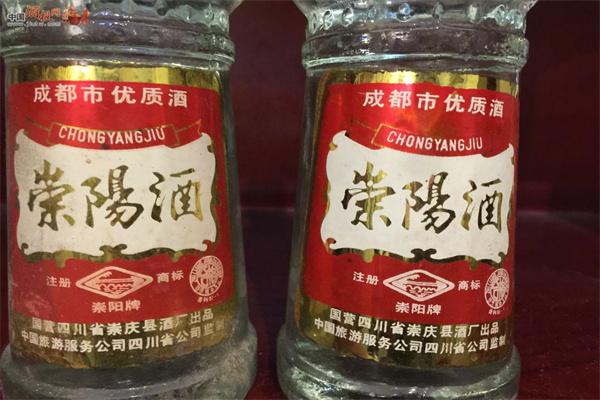 成都市优质酒
CHONGYANGJIU
崇陽酒
注册 商标
崇阳牌
国营四川省崇庆县酒厂出品
中国旅游服务公司四川省公司监制
成都市优质酒
CHONGYANGJIU
崇陽酒
注册 商标
崇阳牌
国营四川省崇庆县酒厂出品
中国旅游服务公司四川省公司监制